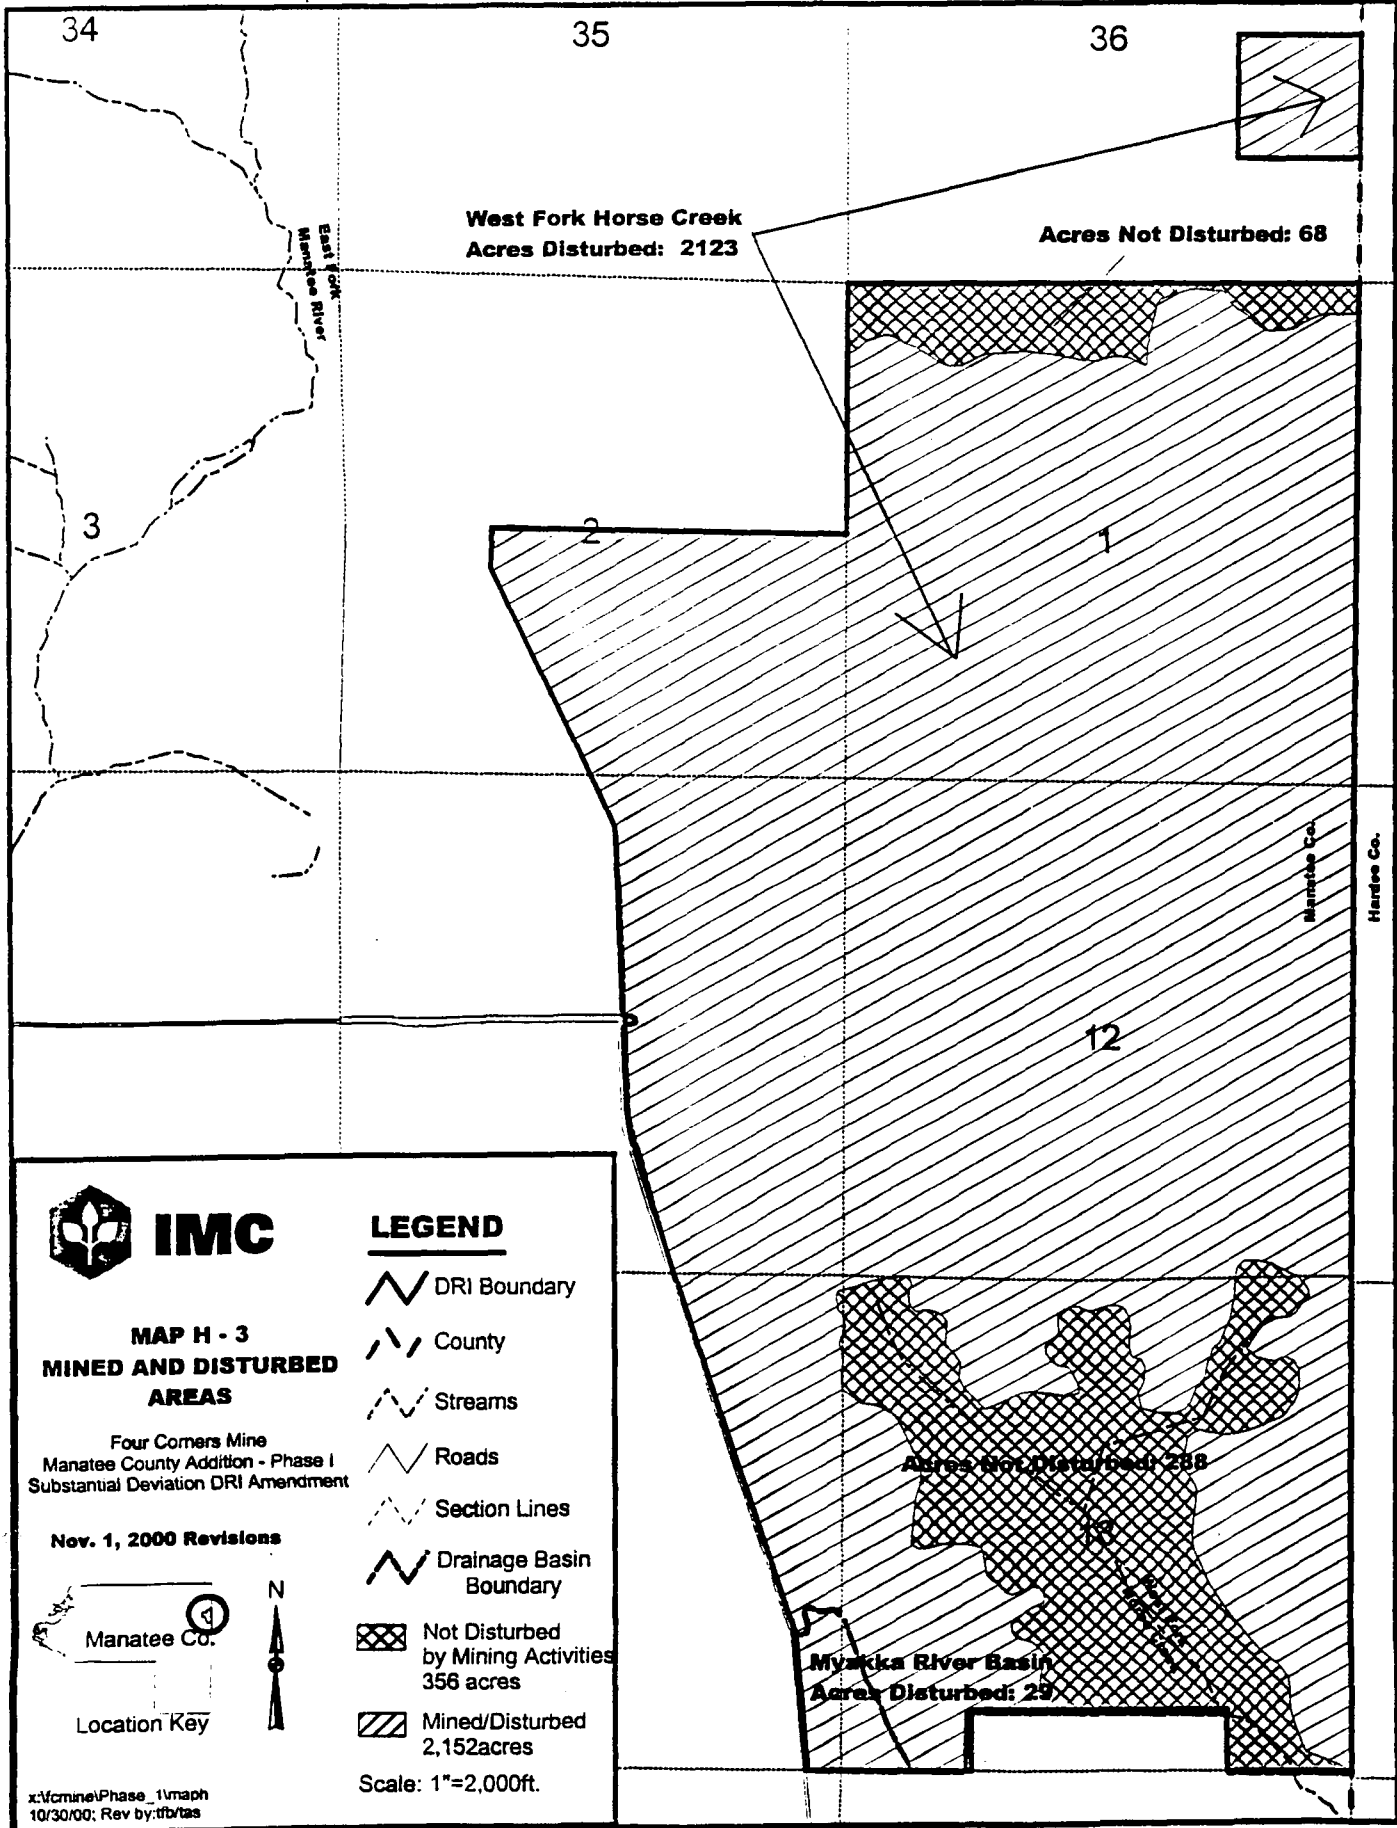 34
35
36
West Fork Horse Creek
Acres Disturbed: 2123
Acres Not Disturbed: 68
East Fork
Manatee River
3
2
1
Manatee Co.
Hardee Co.
12
Acres Not Disturbed: 288
13
Myakka River Basin
Acres Disturbed: 29
IMC
MAP H - 3
MINED AND DISTURBED
AREAS
Four Corners Mine
Manatee County Addition - Phase I
Substantial Deviation DRI Amendment
Nov. 1, 2000 Revisions
N
Manatee Co.
Location Key
x:\fcmine\Phase_1\maph
10/30/00; Rev by:tfb/tas
LEGEND
DRI Boundary
County
Streams
Roads
Section Lines
Drainage Basin
Boundary
Not Disturbed
by Mining Activities
356 acres
Mined/Disturbed
2,152acres
Scale: 1"=2,000ft.